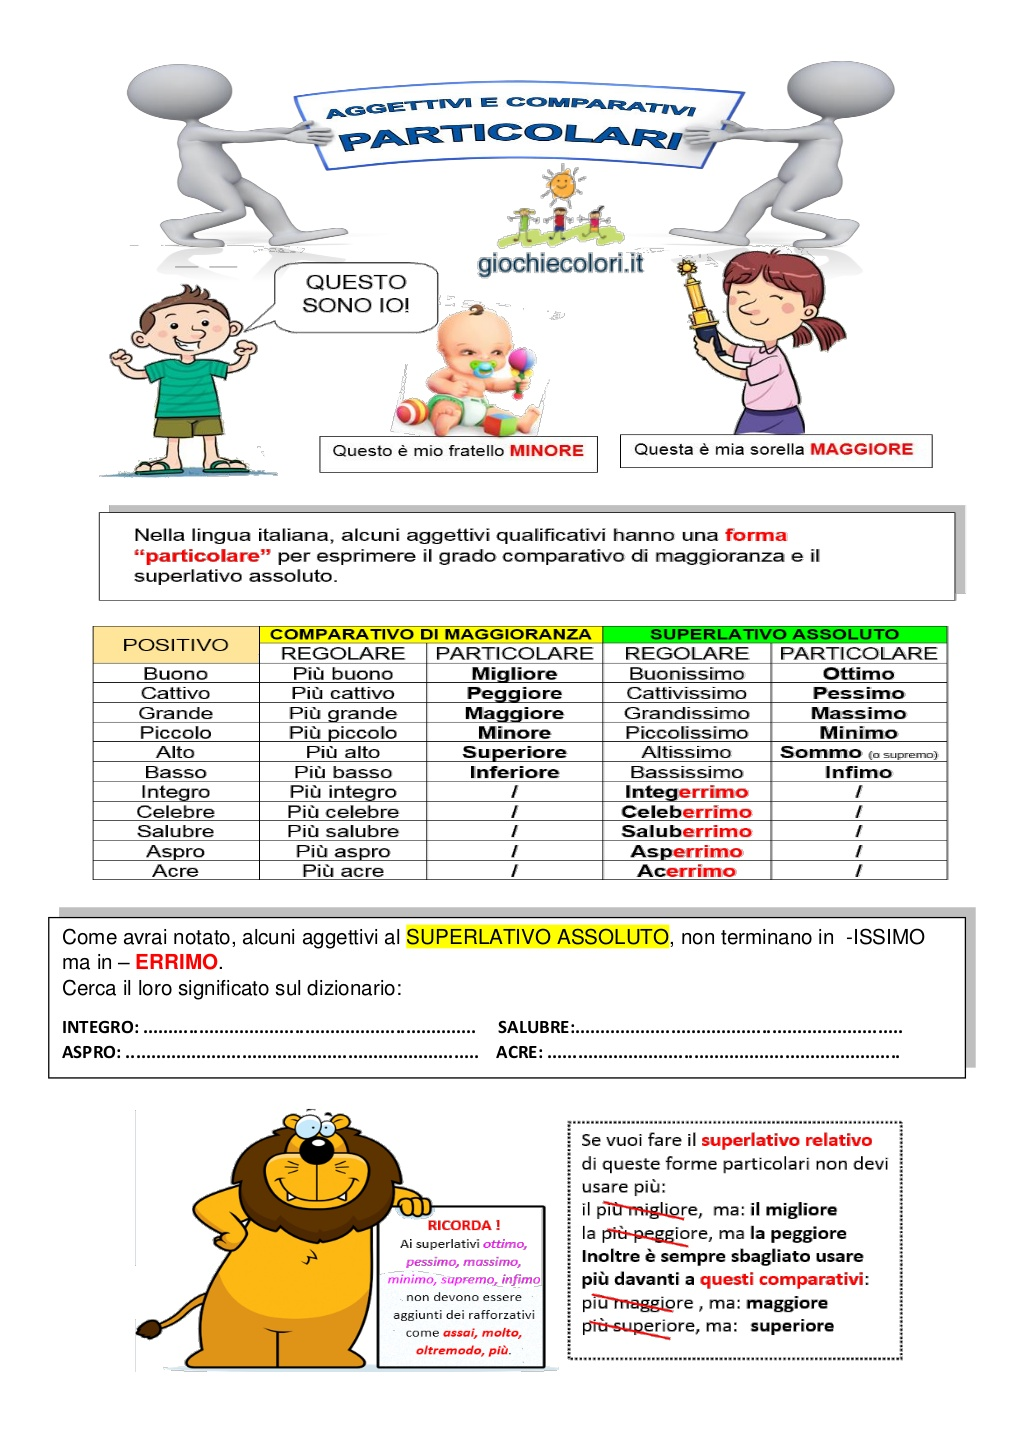 AGGETTIVI E COMPARATIVI
PARTICOLARI
giochiecolori.it
QUESTO
SONO IO!
Questo è mio fratello MINORE
Questa è mia sorella MAGGIORE
Nella lingua italiana, alcuni aggettivi qualificativi hanno una forma
“particolare” per esprimere il grado comparativo di maggioranza e il
superlativo assoluto.
POSITIVO COMPARATIVO DI MAGGIORANZA SUPERLATIVO ASSOLUTO
REGOLARE PARTICOLARE REGOLARE PARTICOLARE
Buono Più buono Migliore Buonissimo Ottimo
Cattivo Più cattivo Peggiore Cattivissimo Pessimo
Grande Più grande Maggiore Grandissimo Massimo
Piccolo Più piccolo Minore Piccolissimo Minimo
Alto Più alto Superiore Altissimo Sommo (o supremo)
Basso Più basso Inferiore Bassissimo Infimo
Integro Più integro / Integerrimo /
Celebre Più celebre / Celeberrimo /
Salubre Più salubre / Saluberrimo /
Aspro Più aspro / Asperrimo /
Acre Più acre / Acerrimo /
Come avrai notato, alcuni aggettivi al SUPERLATIVO ASSOLUTO, non terminano in -ISSIMO
ma in – ERRIMO.
Cerca il loro significato sul dizionario:
INTEGRO: .................................................................. SALUBRE:.................................................................
ASPRO: ...................................................................... ACRE: ......................................................................
RICORDA !
Ai superlativi ottimo,
pessimo, massimo,
minimo, supremo, infimo
non devono essere
aggiunti dei rafforzativi
come assai, molto,
oltremodo, più.
Se vuoi fare il superlativo relativo
di queste forme particolari non devi
usare più:
il più migliore, ma: il migliore
la più peggiore, ma la peggiore
Inoltre è sempre sbagliato usare
più davanti a questi comparativi:
più maggiore , ma: maggiore
più superiore, ma: superiore